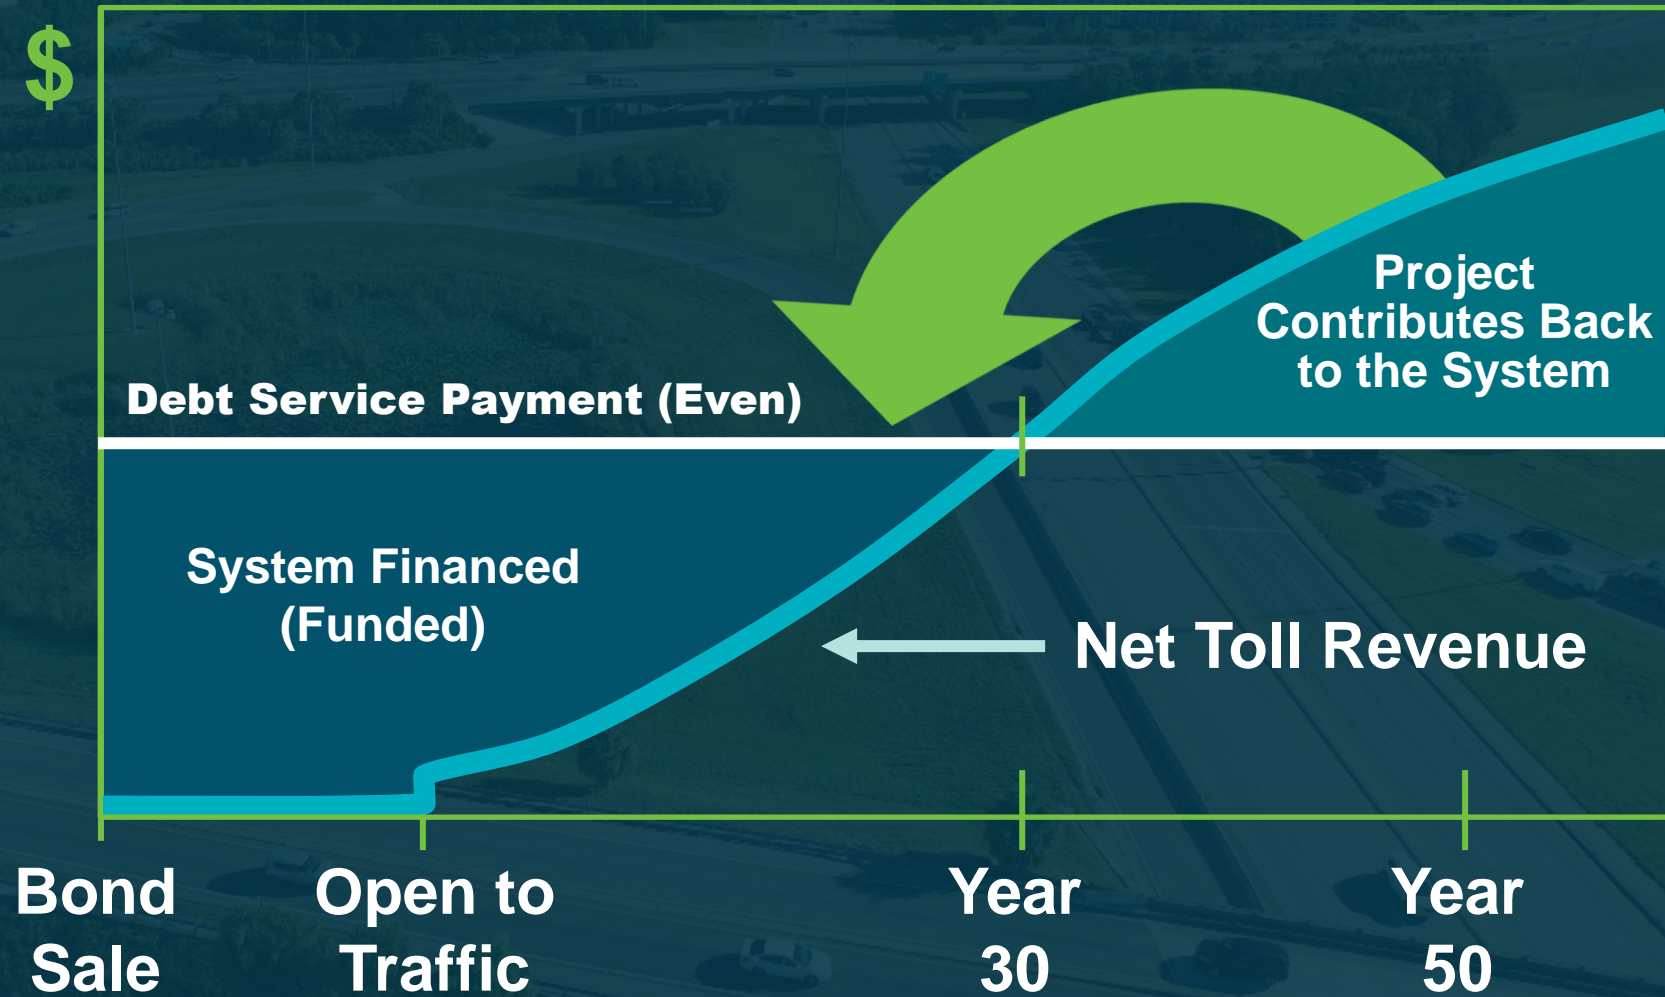 $
Project
Contributes Back
to the System
Debt Service Payment (Even)
System Financed
(Funded)
Net Toll Revenue
Bond
Sale
Open to
Traffic
Year
30
Year
50